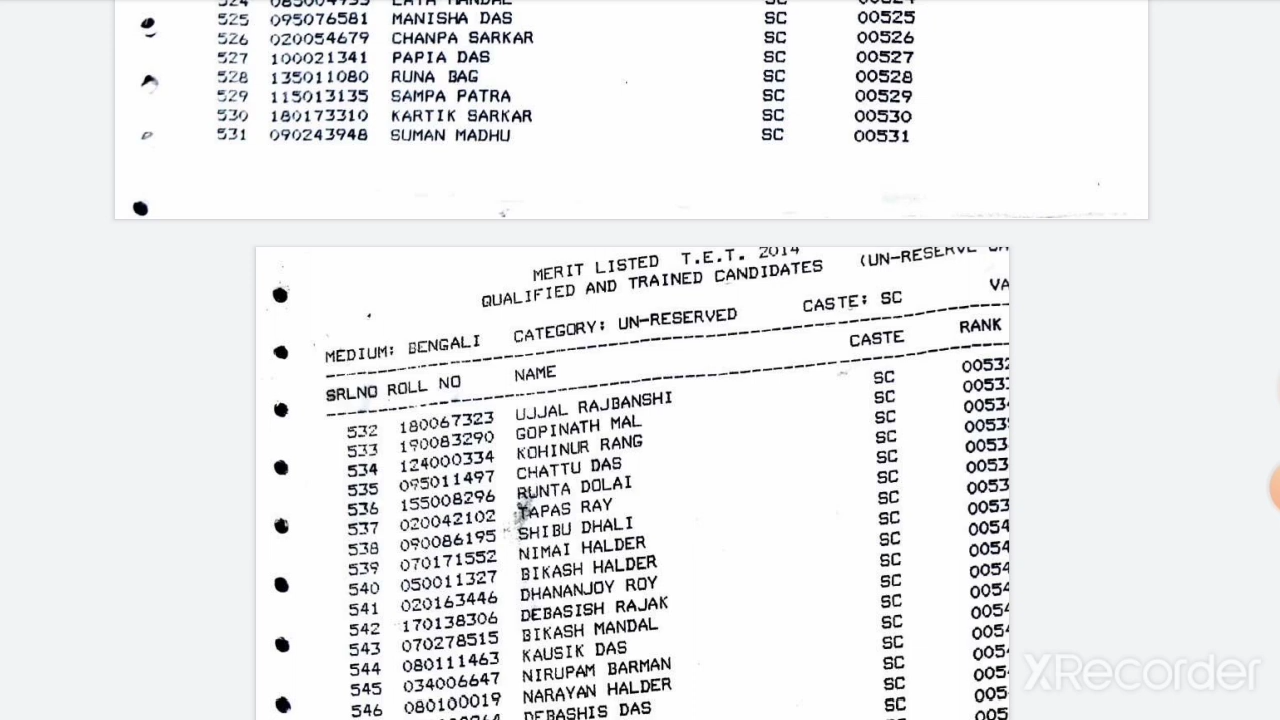 525 095076581 MANISHA DAS SC 00525
526 020054679 CHANPA SARKAR SC 00526
527 100021341 PAPIA DAS SC 00527
528 135011080 RUNA BAG SC 00528
529 115013135 SAMPA PATRA SC 00529
530 180173310 KARTIK SARKAR SC 00530
531 090243948 SUMAN MADHU SC 00531
MERIT LISTED T.E.T. 2014
QUALIFIED AND TRAINED CANDIDATES (UN-RESERVE
MEDIUM: BENGALI CATEGORY: UN-RESERVED CASTE: SC VA
SRLNO ROLL NO NAME CASTE RANK
532 180067323 UJJAL RAJBANSHI SC 00532
533 190083290 GOPINATH MAL SC
534 124000334 KOHINUR RANG SC
535 095011497 CHATTU DAS SC
536 155008296 RUNTA DOLAI SC
537 020042102 TAPAS RAY SC
538 090086195 SHIBU DHALI SC
539 070171552 NIMAI HALDER SC
540 050011327 BIKASH HALDER SC
541 020163446 DHANANJOY ROY SC
542 170138306 DEBASISH RAJAK SC
543 070278515 BIKASH MANDAL SC
544 080111463 KAUSIK DAS SC
545 034006647 NIRUPAM BARMAN SC
546 080100019 NARAYAN HALDER SC
DEBASHIS DAS SC
XRecorder